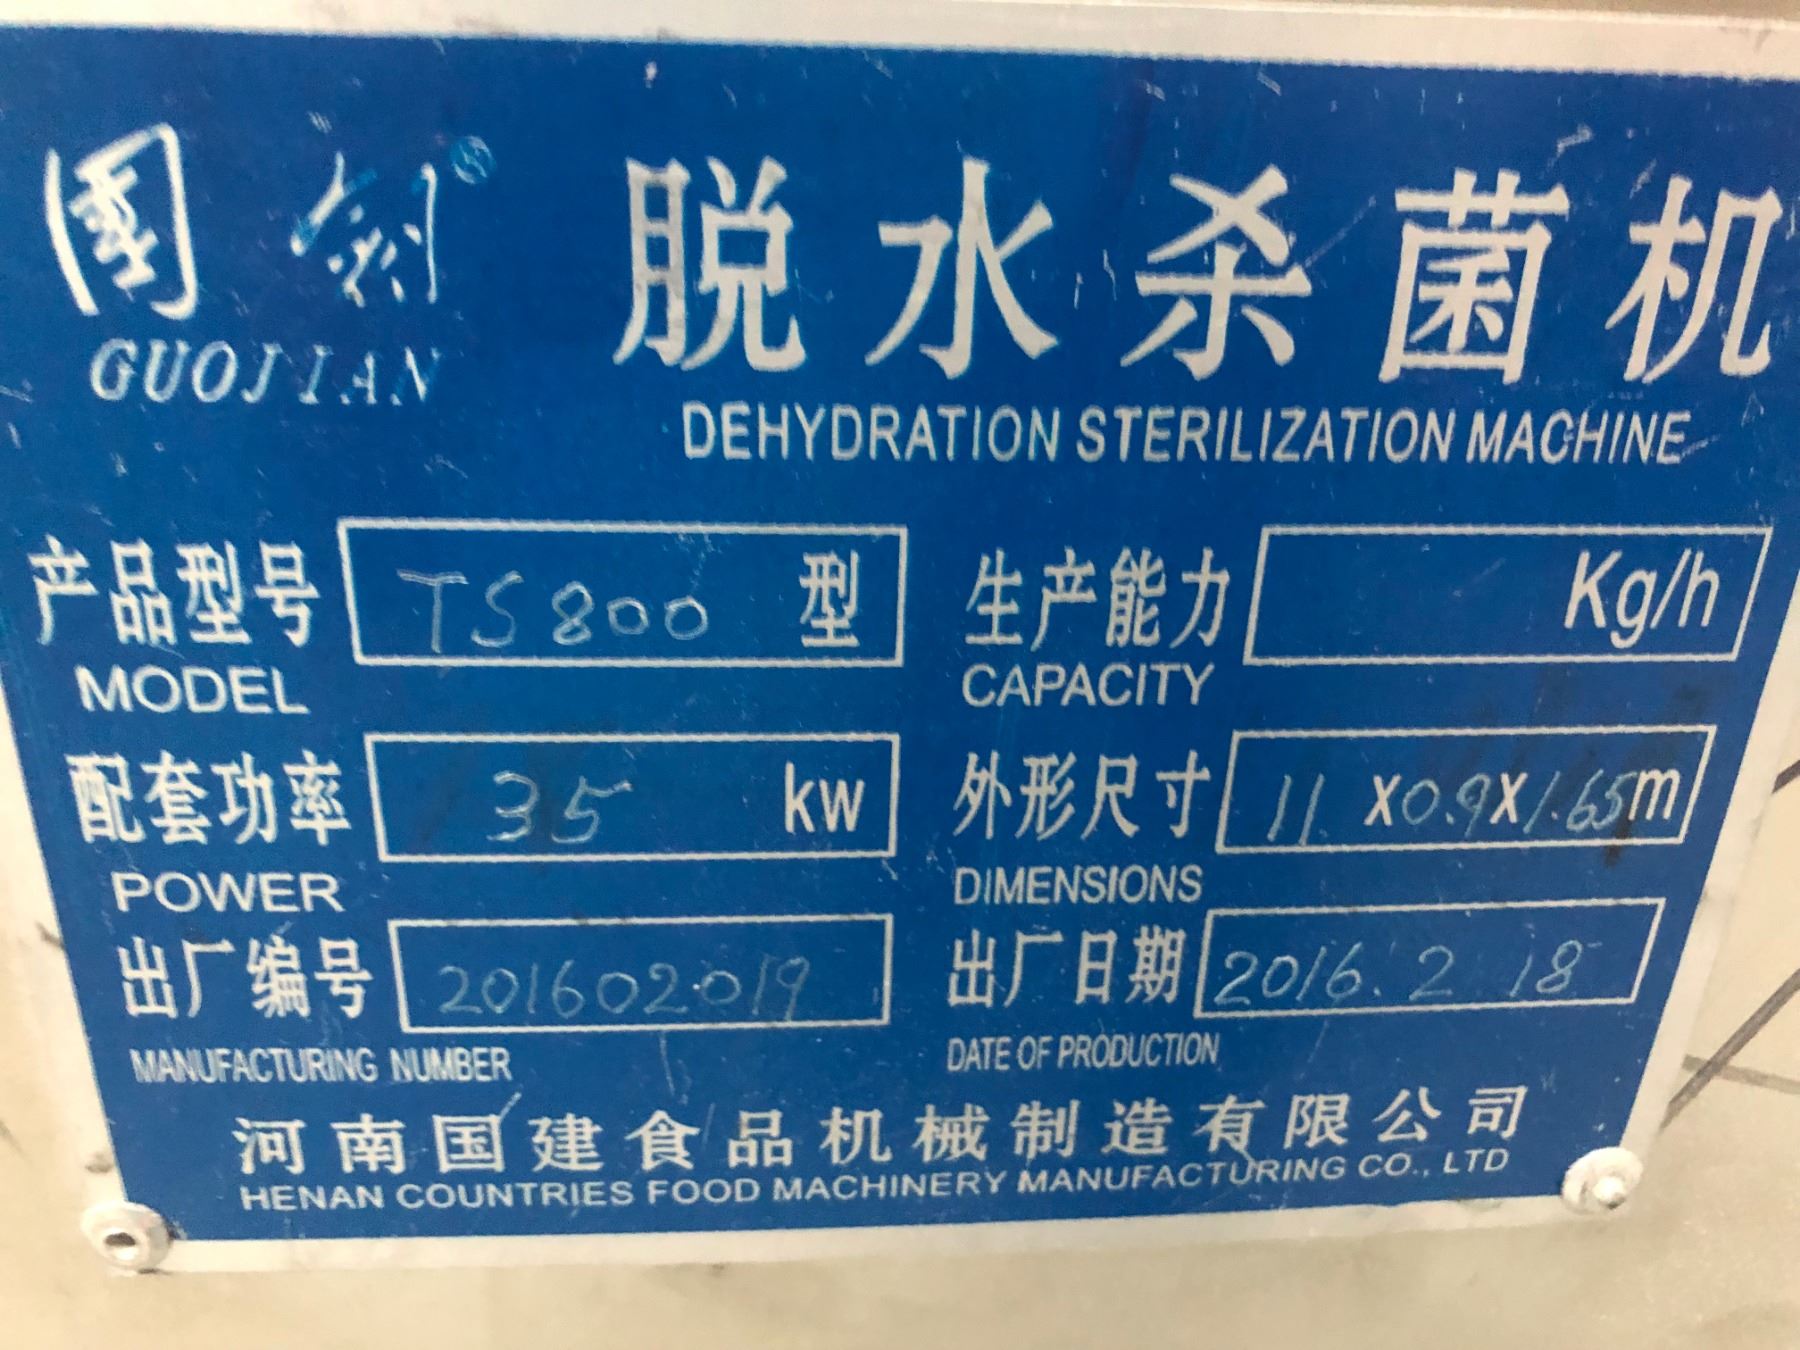 脱水杀菌机
GUOJIAN
DEHYDRATION STERILIZATION MACHINE
产品型号 TS800 型 生产能力 Kg/h
MODEL CAPACITY
配套功率 35 kw 外形尺寸 11 x0.9x1.65m
POWER DIMENSIONS
出厂编号 201602019 出厂日期 2016.2 18
MANUFACTURING NUMBER DATE OF PRODUCTION
河南国建食品机械制造有限公司
HENAN COUNTRIES FOOD MACHINERY MANUFACTURING CO., LTD